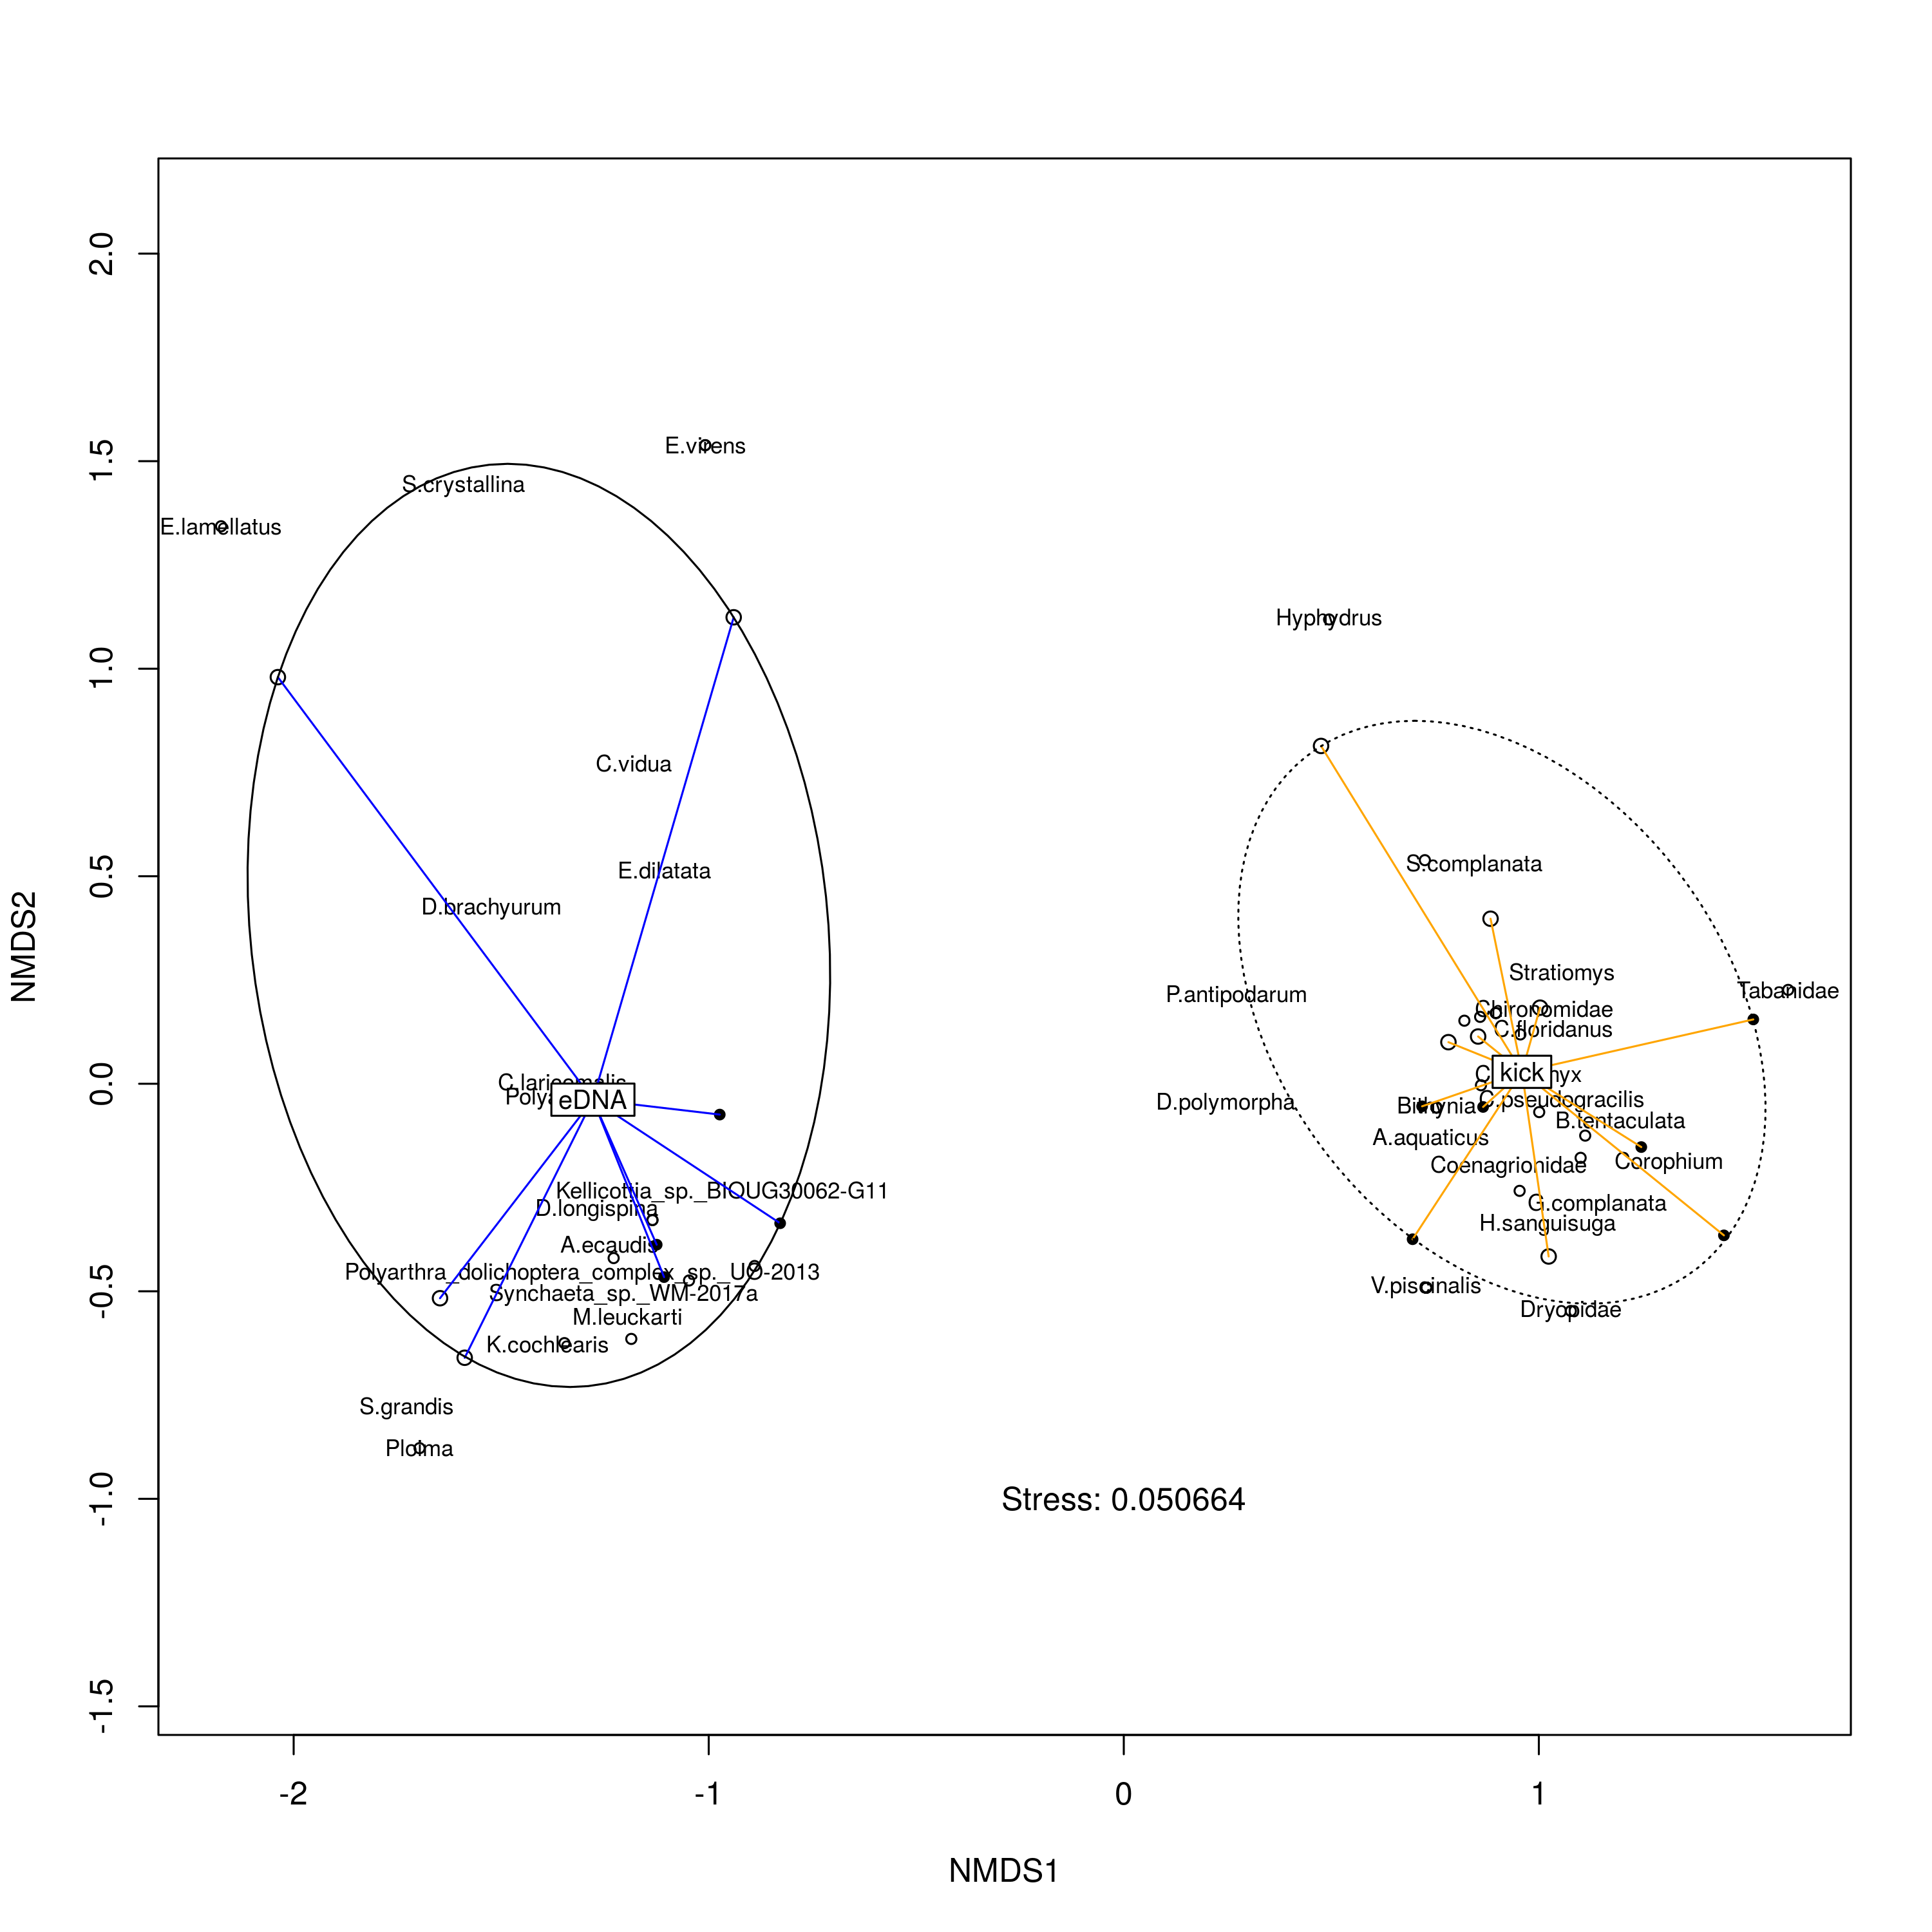 2.0
1.5
1.0
0.5
0.0
-0.5
-1.0
-1.5
NMDS2
E.virens
S.crystallina
E.lamellatus
Hyphydrus
C.vidua
S.complanata
E.dilatata
D.brachyurum
Stratiomys
Tabanidae
P.antipodarum
Chironomidae
C.floridanus
kick
eDNA
C.pseudogracilis
D.polymorpha
Bithynia
B.tentaculata
A.aquaticus
Coenagrionidae
Corophium
Kellicottia_sp._BIOUG30062-G11
G.complanata
D.longispina
H.sanguisuga
A.ecaudis
Polyarthra_dolichoptera_complex_sp._UO-2013
V.piscinalis
Synchaeta_sp._WM-2017a
Dryopidae
M.leuckarti
K.cochlearis
S.grandis
Ploima
Stress: 0.050664
-2
-1
0
1
NMDS1